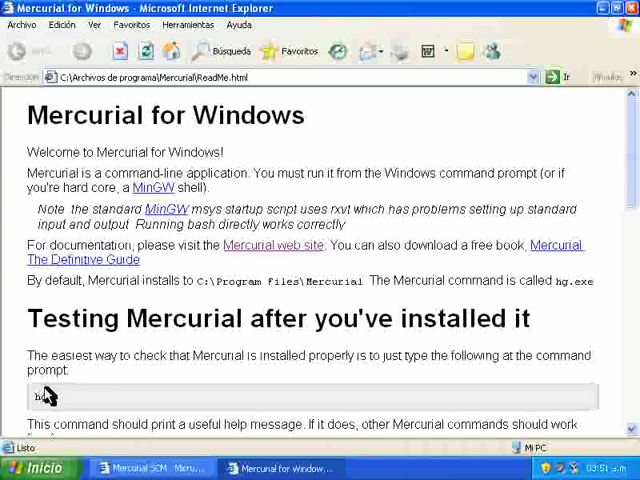 Mercurial for Windows - Microsoft Internet Explorer
Archivo Edición Ver Favoritos Herramientas Ayuda
Búsqueda Favoritos
Dirección C:\Archivos de programa\Mercurial\ReadMe.html Ir Vínculos »
Mercurial for Windows
Welcome to Mercurial for Windows!
Mercurial is a command-line application. You must run it from the Windows command prompt (or if
you're hard core, a MinGW shell).
Note the standard MinGW msys startup script uses rxvt which has problems setting up standard
input and output Running bash directly works correctly
For documentation, please visit the Mercurial web site. You can also download a free book, Mercurial
The Definitive Guide
By default, Mercurial installs to C:\Program Files\Mercurial The Mercurial command is called hg.exe
Testing Mercurial after you've installed it
The easiest way to check that Mercurial is installed properly is to just type the following at the command
prompt:
This command should print a useful help message. If it does, other Mercurial commands should work
Listo Mi PC
Inicio Mercurial SCM - Micro... Mercurial for Window... 03:51 a.m.